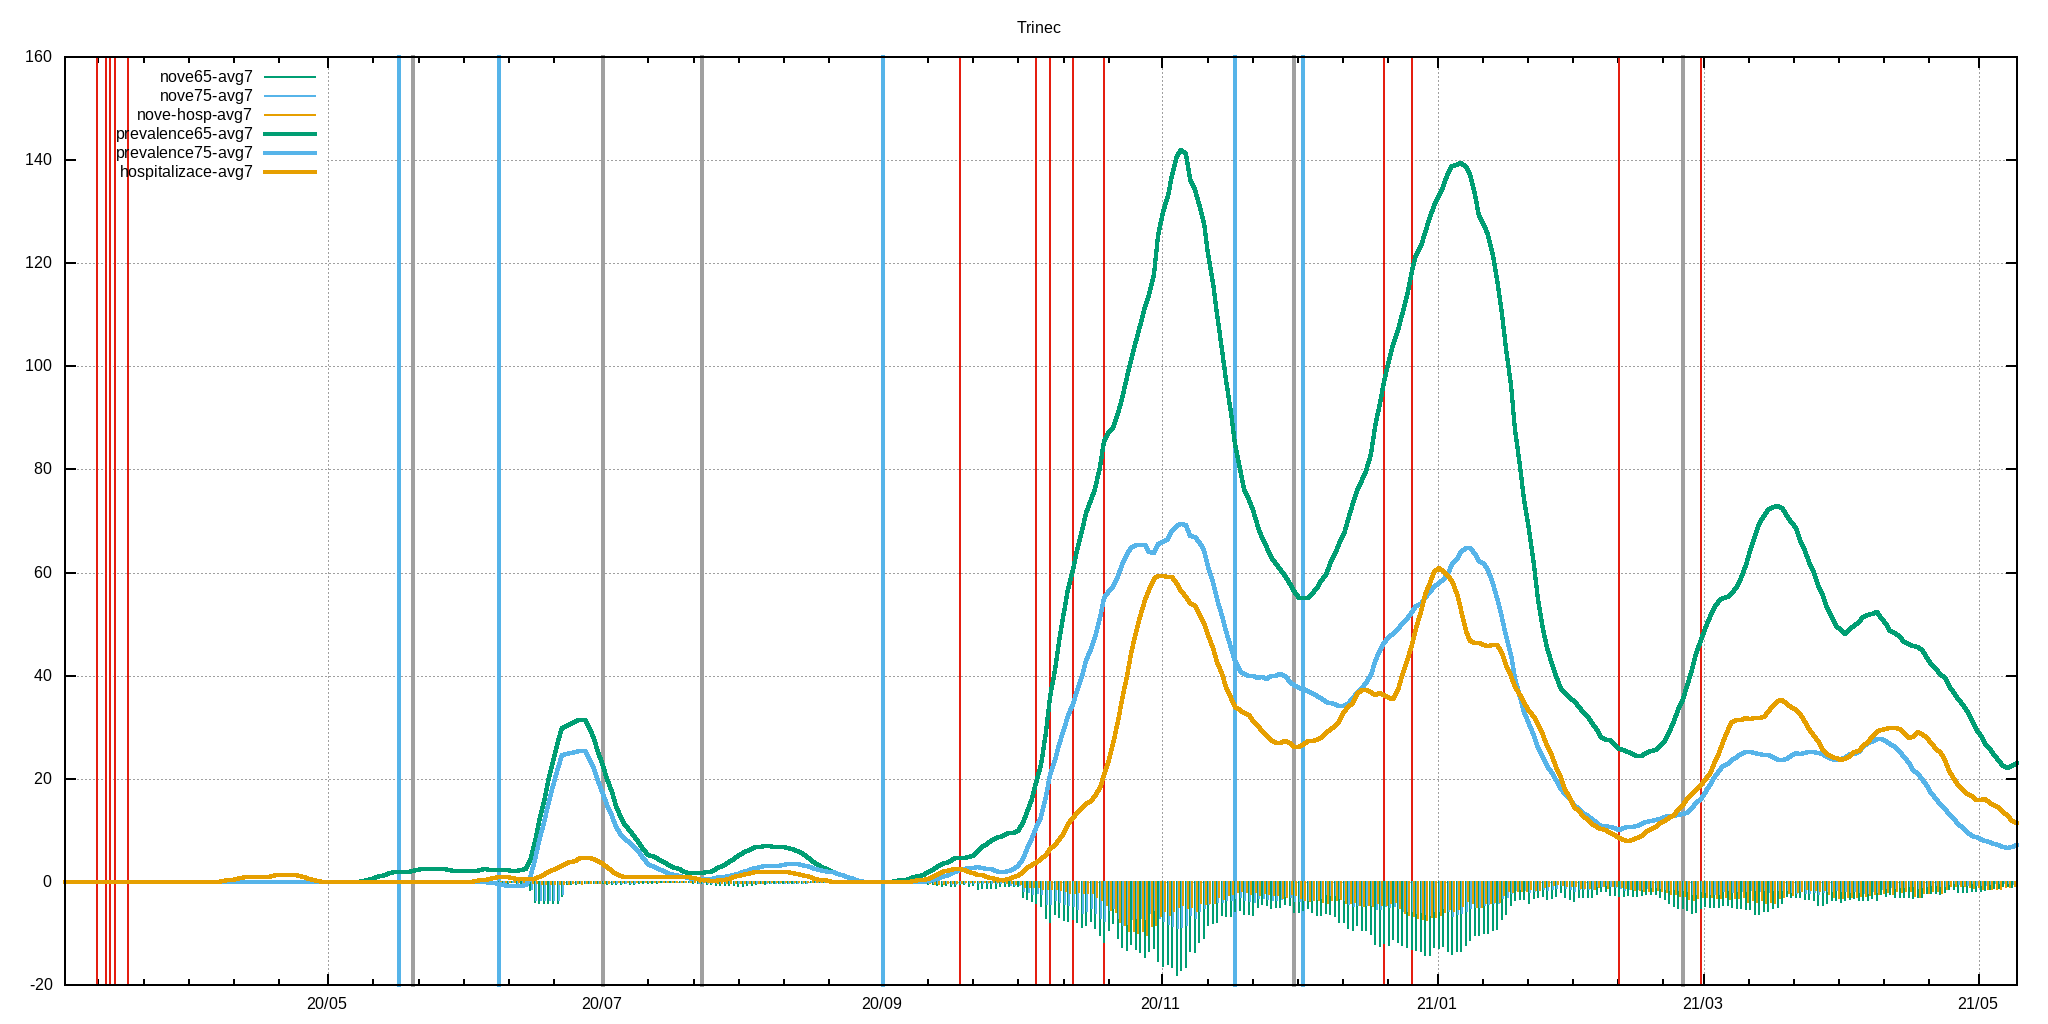 Trinec
160
140
120
100
80
60
40
20
0
-20
nove65-avg7
nove75-avg7
nove-hosp-avg7
prevalence65-avg7
prevalence75-avg7
hospitalizace-avg7
20/05 20/07 20/09 20/11 21/01 21/03 21/05